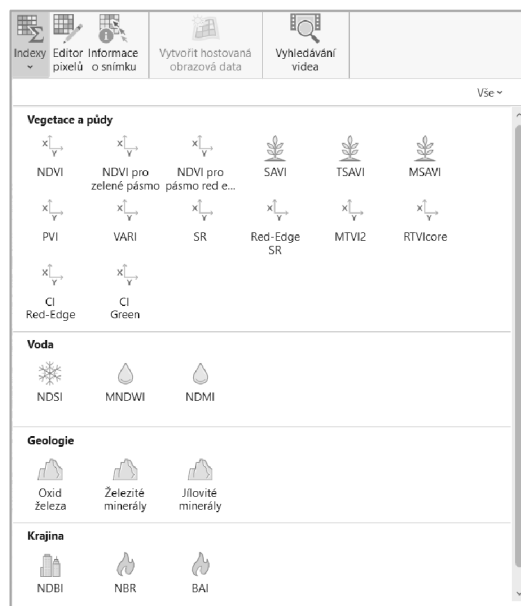 Indexy Editor Informace Vytvořit hostovaná Vyhledávání
pixelů o snímku obrazová data videa
Vše
Vegetace a půdy
NDVI NDVI pro NDVI pro SAVI TSAVI MSAVI
zelené pásmo pásmo red e...
PVI VARI SR Red-Edge MTVI2 RTVIcore
SR
CI CI
Red-Edge Green
Voda
NDSI MNDWI NDMI
Geologie
Oxid Železité Jílovité
železa minerály minerály
Krajina
NDBI NBR BAI